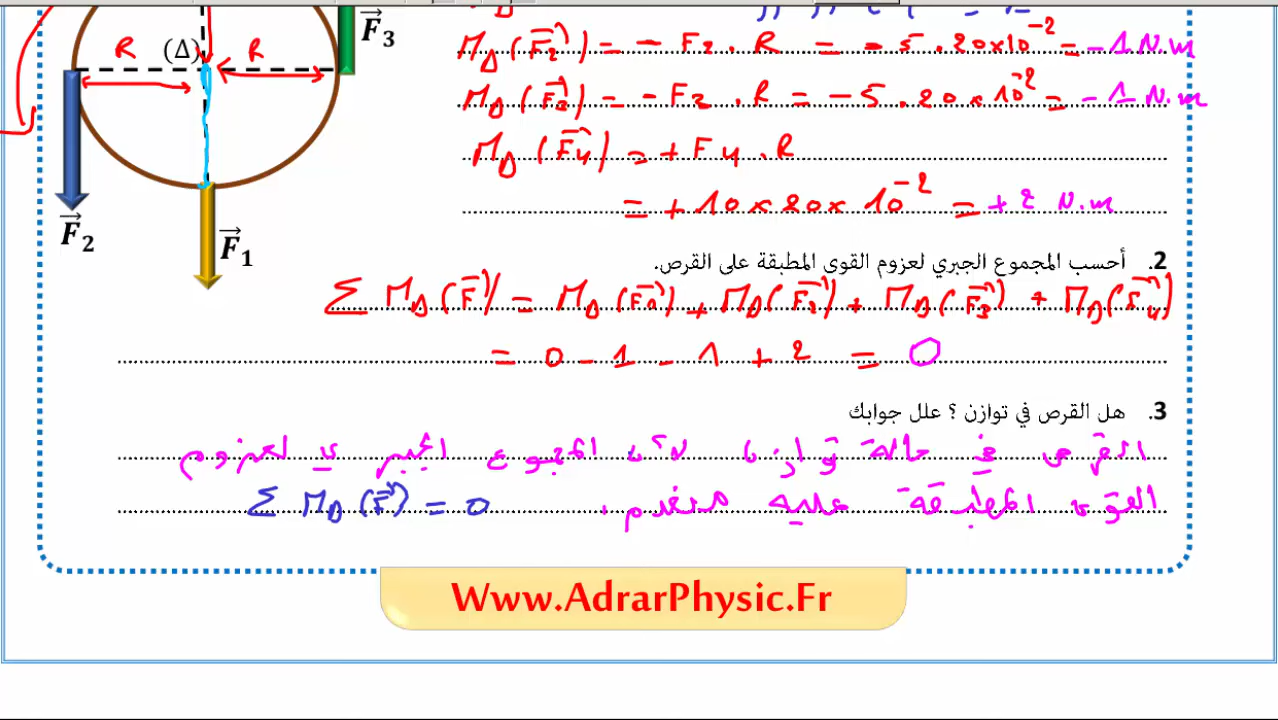 F₃
R (Δ) R
M_Δ(F₂) = - F₂ . R = - 5 . 20×10⁻² = -1 N.m
M_Δ(F₃) = - F₃ . R = -5 . 20×10⁻² = -1 N.m
M_Δ(F₄) = + F₄ . R
= +10×20×10⁻² = +2 N.m
F₂
F₁
2. أحسب المجموع الجبري لعزوم القوى المطبقة على القرص.
Σ M_Δ(F) = M_Δ(F₁) + M_Δ(F₂) + M_Δ(F₃) + M_Δ(F₄)
= 0 - 1 - 1 + 2 = 0
3. هل القرص في توازن ؟ علل جوابك
القرص في حالة توازن لأن المجموع الجبري لعزوم
القوى المطبقة عليه منعدم. Σ M_Δ(F) = 0
Www.AdrarPhysic.Fr